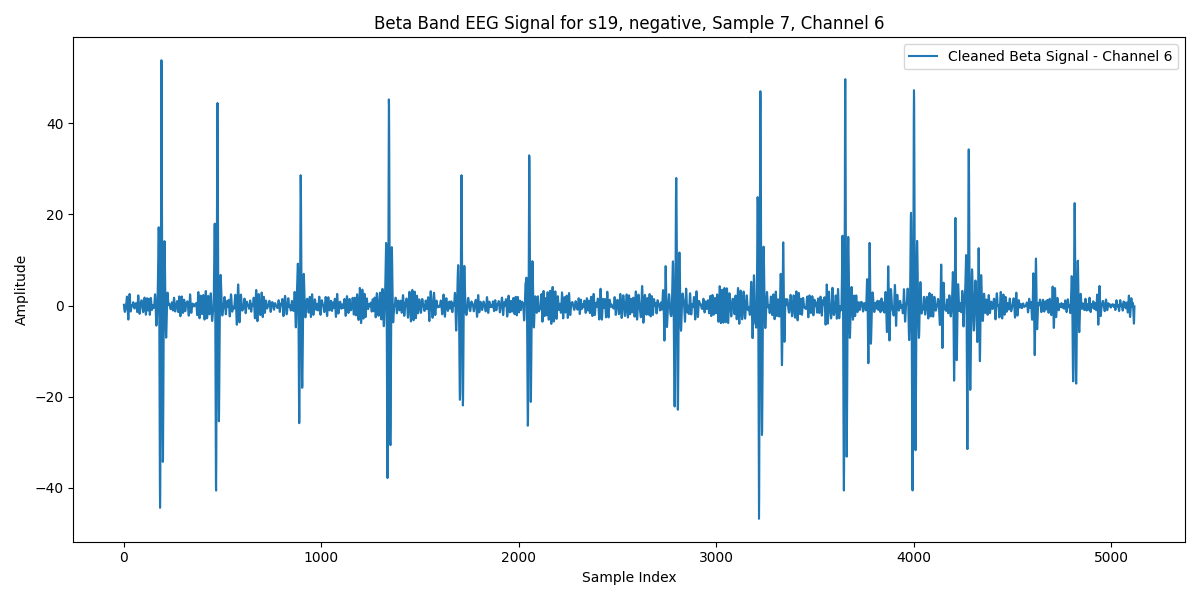 Beta Band EEG Signal for s19, negative, Sample 7, Channel 6
Cleaned Beta Signal - Channel 6
Amplitude
40
20
0
−20
−40
0 1000 2000 3000 4000 5000
Sample Index